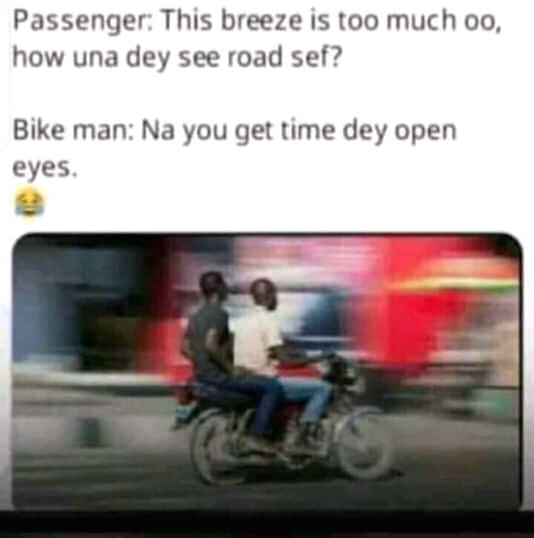 Passenger: This breeze is too much oo,
how una dey see road sef?
Bike man: Na you get time dey open
eyes.
😂